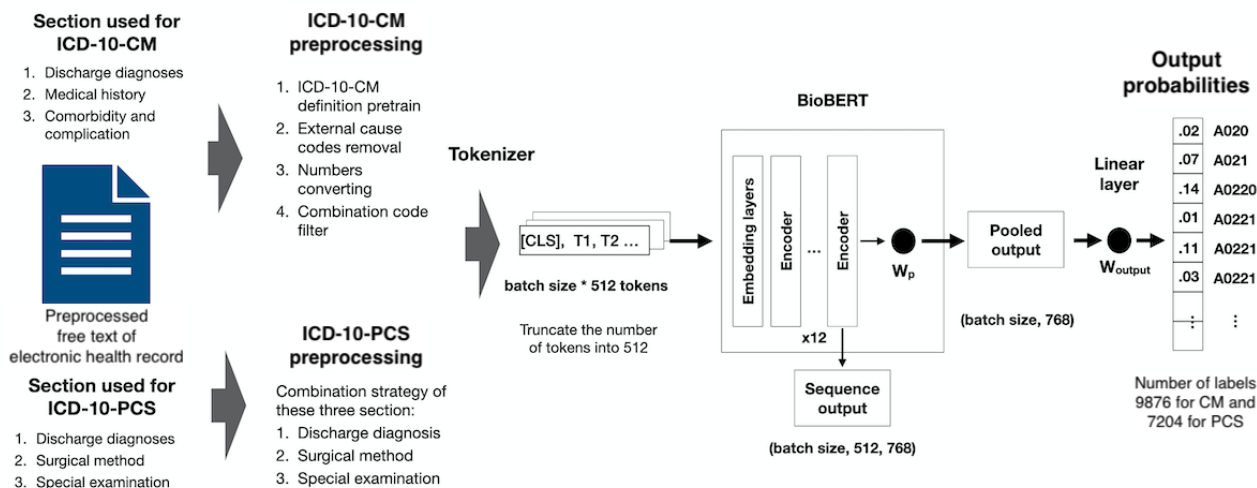 Section used for
ICD-10-CM
1. Discharge diagnoses
2. Medical history
3. Comorbidity and
complication
Preprocessed
free text of
electronic health record
Section used for
ICD-10-PCS
1. Discharge diagnoses
2. Surgical method
3. Special examination
ICD-10-CM
preprocessing
1. ICD-10-CM
definition pretrain
2. External cause
codes removal
3. Numbers
converting
4. Combination code
filter
ICD-10-PCS
preprocessing
Combination strategy of
these three section:
1. Discharge diagnosis
2. Surgical method
3. Special examination
Tokenizer
[CLS], T1, T2 ...
batch size * 512 tokens
Truncate the number
of tokens into 512
BioBERT
Embedding layers
Encoder
...
Encoder
Wp
x12
Sequence
output
(batch size, 512, 768)
Pooled
output
(batch size, 768)
Linear
layer
Woutput
Output
probabilities
.02 A020
.07 A021
.14 A0220
.01 A0221
.11 A0221
.03 A0221
⋮ ⋮
Number of labels
9876 for CM and
7204 for PCS